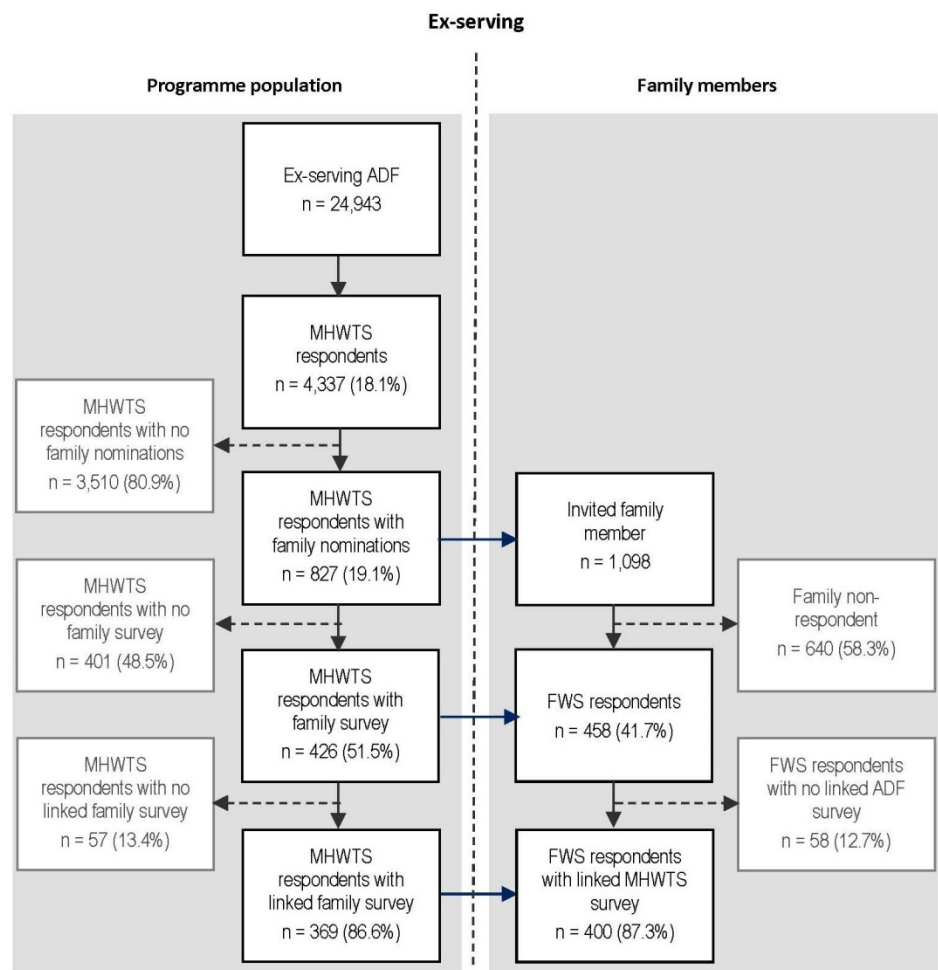 Ex-serving
Programme population
Family members
Ex-serving ADF
n = 24,943
MHWTS
respondents
n = 4,337 (18.1%)
MHWTS
respondents with no
family nominations
n = 3,510 (80.9%)
MHWTS
respondents with
family nominations
n = 827 (19.1%)
Invited family
member
n = 1,098
MHWTS
respondents with no
family survey
n = 401 (48.5%)
Family non-
respondent
n = 640 (58.3%)
MHWTS
respondents with
family survey
n = 426 (51.5%)
FWS respondents
n = 458 (41.7%)
MHWTS
respondents with no
linked family survey
n = 57 (13.4%)
FWS respondents
with no linked ADF
survey
n = 58 (12.7%)
MHWTS
respondents with
linked family survey
n = 369 (86.6%)
FWS respondents
with linked MHWTS
survey
n = 400 (87.3%)